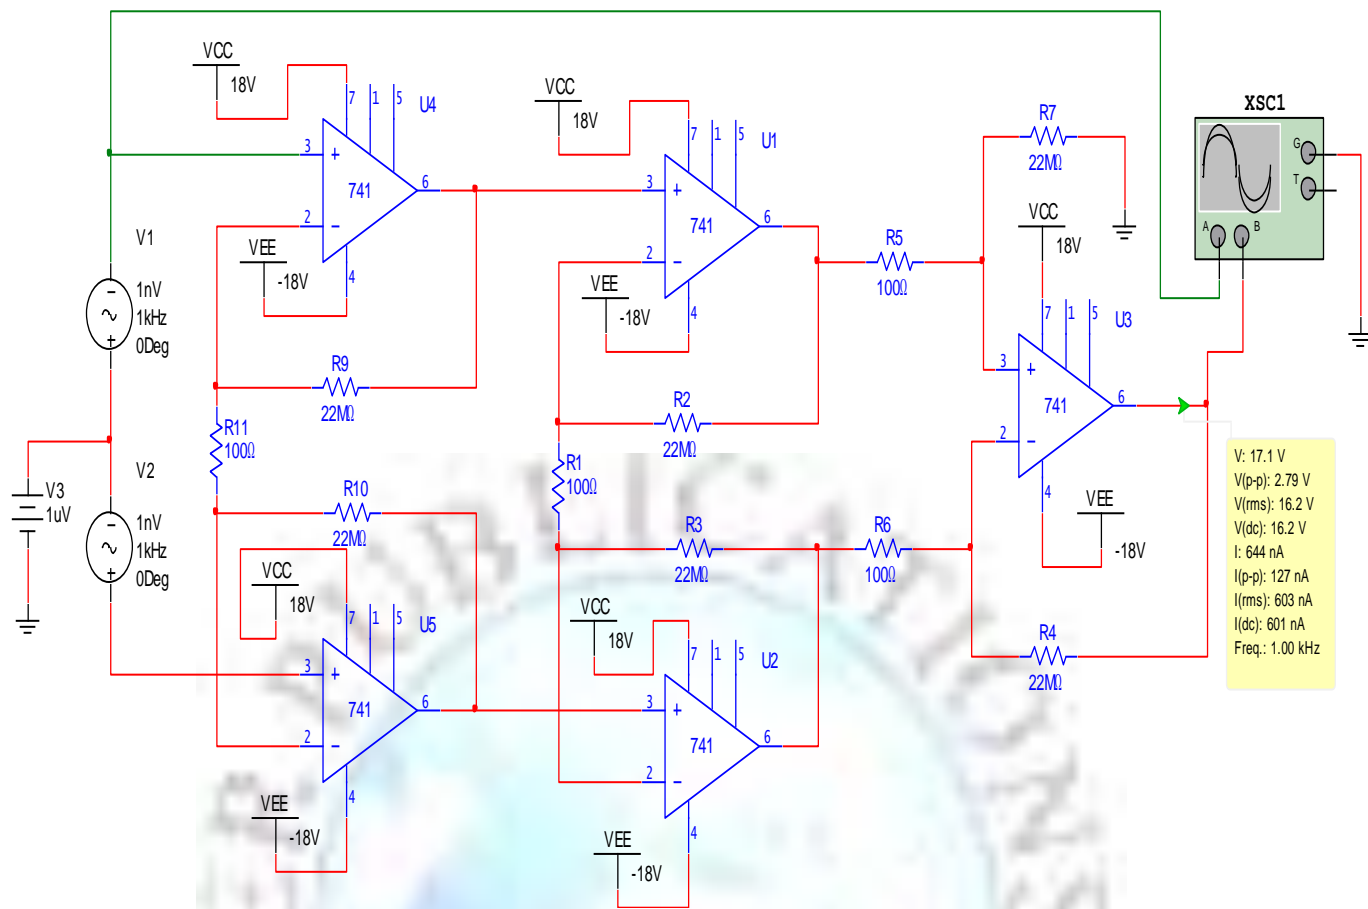 VCC
18V
7
1
5
U4
3
+
741
6
2
−
VEE
-18V
4
VCC
18V
7
1
5
U1
3
+
741
6
2
−
VEE
-18V
4
R7
22MΩ
XSC1
G
T
A
B
V1
1nV
1kHz
0Deg
R9
22MΩ
R11
100Ω
R2
22MΩ
R1
100Ω
R5
100Ω
VCC
18V
7
1
5
U3
3
+
741
6
2
−
4
VEE
-18V
V: 17.1 V
V(p-p): 2.79 V
V(rms): 16.2 V
V(dc): 16.2 V
I: 644 nA
I(p-p): 127 nA
I(rms): 603 nA
I(dc): 601 nA
Freq.: 1.00 kHz
V3
1uV
V2
1nV
1kHz
0Deg
R10
22MΩ
R3
22MΩ
R6
100Ω
R4
22MΩ
VCC
18V
7
1
5
U5
3
+
741
6
2
−
4
VEE
-18V
VCC
18V
7
1
5
U2
3
+
741
6
2
−
4
VEE
-18V